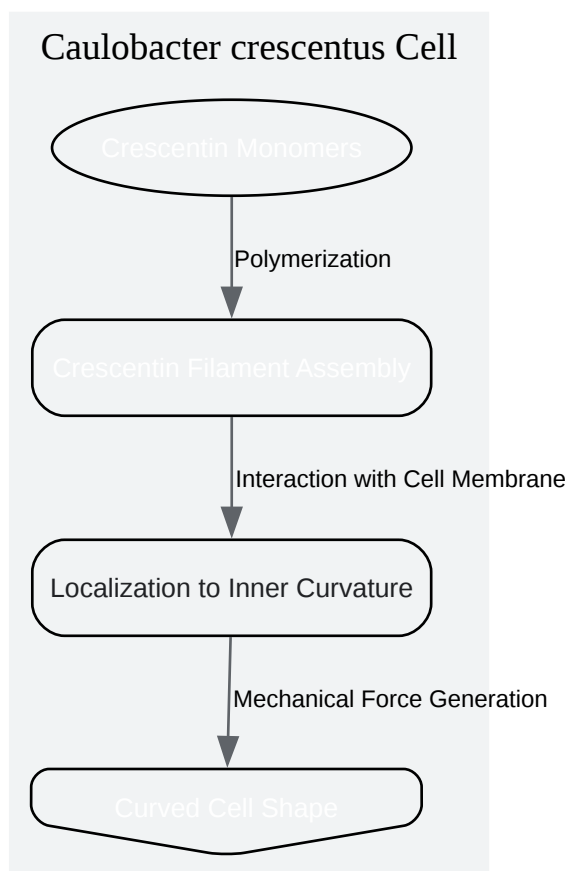 Caulobacter crescentus Cell
Crescentin Monomers
Polymerization
Crescentin Filament Assembly
Interaction with Cell Membrane
Localization to Inner Curvature
Mechanical Force Generation
Curved Cell Shape